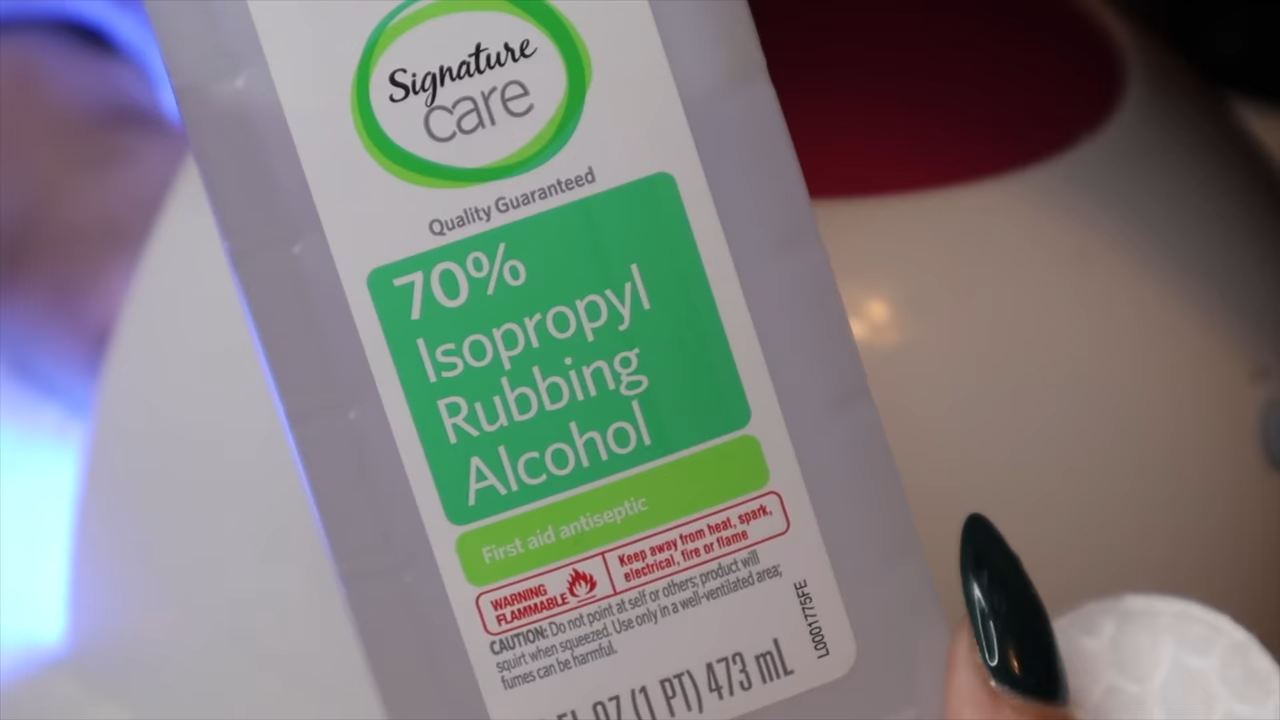 Signature
care
Quality Guaranteed
70%
Isopropyl
Rubbing
Alcohol
First aid antiseptic
WARNING
FLAMMABLE
Keep away from heat, spark,
electrical, fire or flame
CAUTION: Do not point at self or others; product will
squirt when squeezed. Use only in a well-ventilated area;
fumes can be harmful.
FL OZ (1 PT) 473 mL
L0001775FE